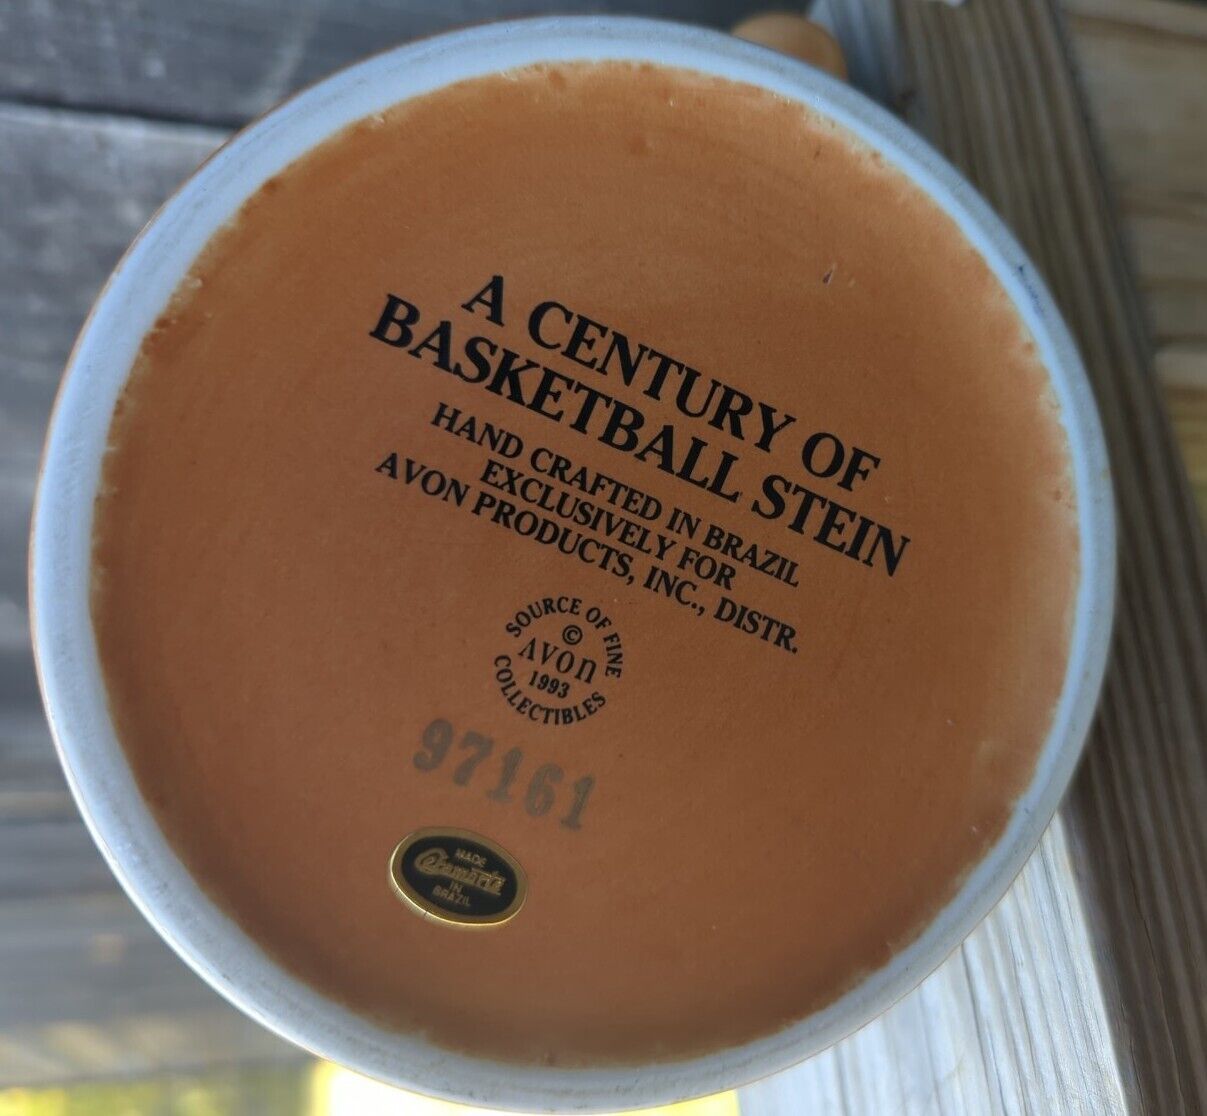 A CENTURY OF
BASKETBALL STEIN
HAND CRAFTED IN BRAZIL
EXCLUSIVELY FOR
AVON PRODUCTS, INC., DISTR.
SOURCE OF FINE
©
AVON
1993
COLLECTIBLES
97161
MADE
Ceramarte
IN
BRAZIL